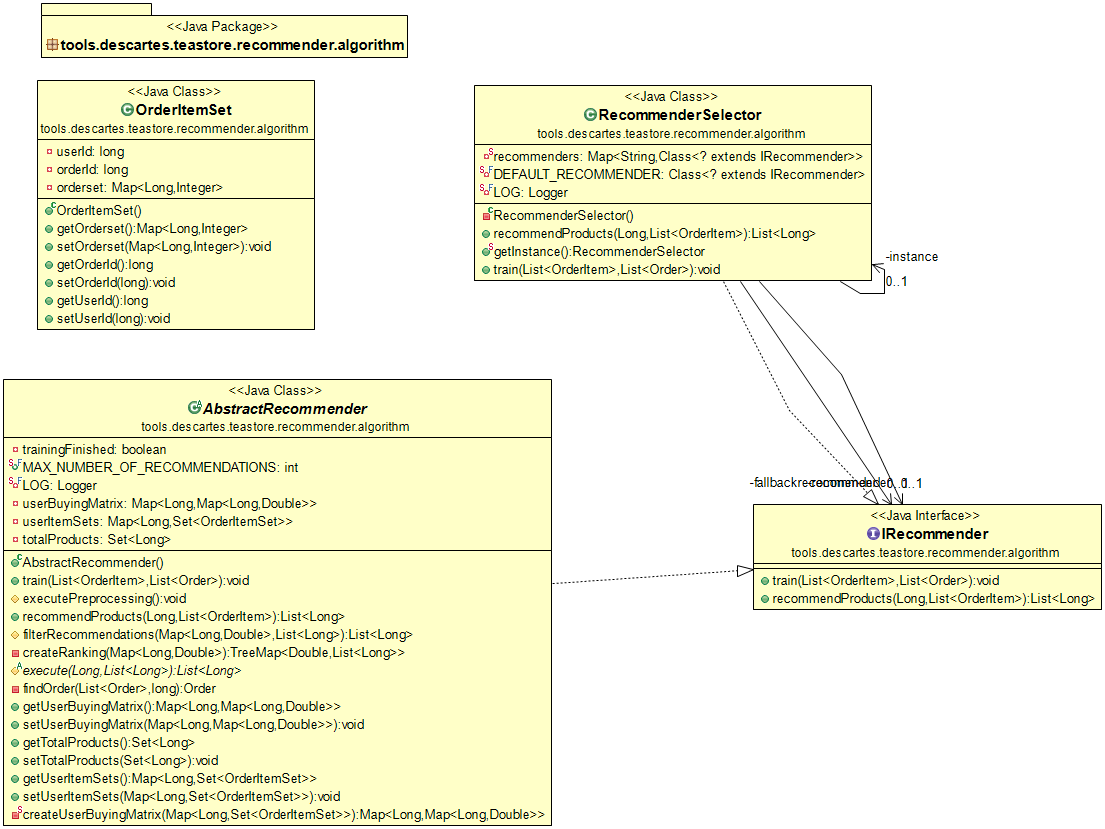 <<Java Package>>
tools.descartes.teastore.recommender.algorithm
<<Java Class>>
OrderItemSet
tools.descartes.teastore.recommender.algorithm
userId: long
orderId: long
orderset: Map<Long,Integer>
OrderItemSet()
getOrderset():Map<Long,Integer>
setOrderset(Map<Long,Integer>):void
getOrderId():long
setOrderId(long):void
getUserId():long
setUserId(long):void
<<Java Class>>
RecommenderSelector
tools.descartes.teastore.recommender.algorithm
recommenders: Map<String,Class<? extends IRecommender>>
DEFAULT_RECOMMENDER: Class<? extends IRecommender>
LOG: Logger
RecommenderSelector()
recommendProducts(Long,List<OrderItem>):List<Long>
getInstance():RecommenderSelector
train(List<OrderItem>,List<Order>):void
-instance
0..1
<<Java Class>>
AbstractRecommender
tools.descartes.teastore.recommender.algorithm
trainingFinished: boolean
MAX_NUMBER_OF_RECOMMENDATIONS: int
LOG: Logger
userBuyingMatrix: Map<Long,Map<Long,Double>>
userItemSets: Map<Long,Set<OrderItemSet>>
totalProducts: Set<Long>
AbstractRecommender()
train(List<OrderItem>,List<Order>):void
executePreprocessing():void
recommendProducts(Long,List<OrderItem>):List<Long>
filterRecommendations(Map<Long,Double>,List<Long>):List<Long>
createRanking(Map<Long,Double>):TreeMap<Double,List<Long>>
execute(Long,List<Long>):List<Long>
findOrder(List<Order>,long):Order
getUserBuyingMatrix():Map<Long,Map<Long,Double>>
setUserBuyingMatrix(Map<Long,Map<Long,Double>>):void
getTotalProducts():Set<Long>
setTotalProducts(Set<Long>):void
getUserItemSets():Map<Long,Set<OrderItemSet>>
setUserItemSets(Map<Long,Set<OrderItemSet>>):void
createUserBuyingMatrix(Map<Long,Set<OrderItemSet>>):Map<Long,Map<Long,Double>>
..1
<<Java Interface>>
IRecommender
tools.descartes.teastore.recommender.algorithm
train(List<OrderItem>,List<Order>):void
recommendProducts(Long,List<OrderItem>):List<Long>